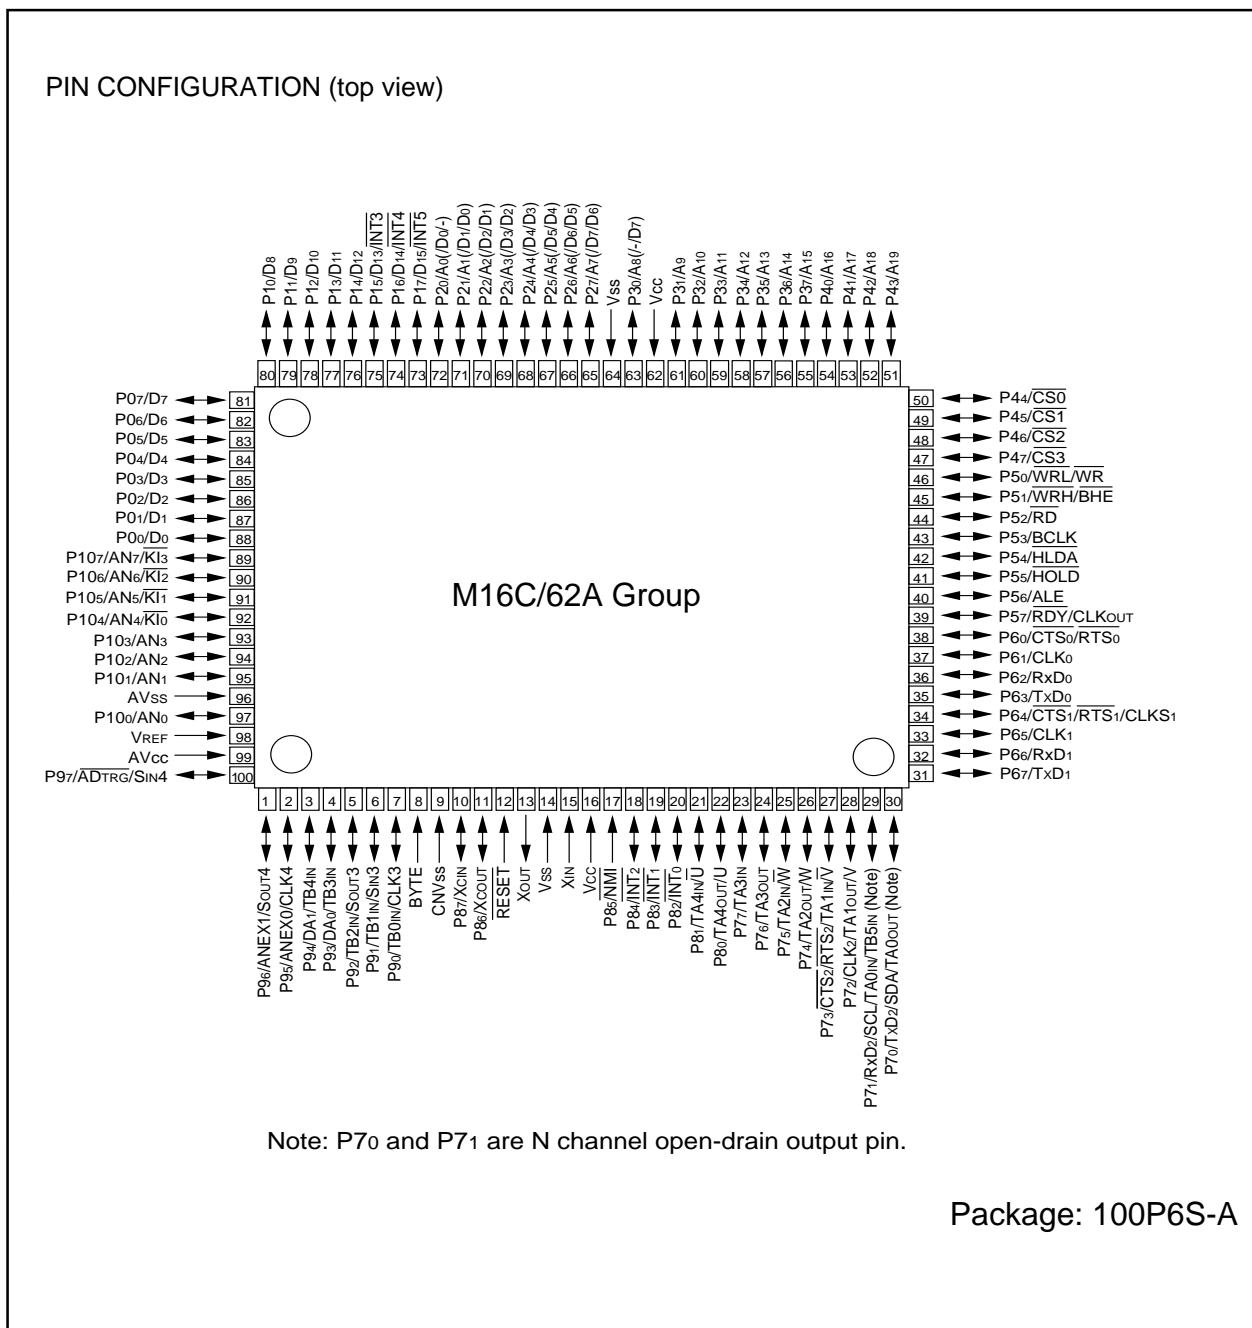 PIN CONFIGURATION (top view)
P10/D8
P11/D9
P12/D10
P13/D11
P14/D12
P15/D13/INT3
P16/D14/INT4
P17/D15/INT5
P20/A0(/D0/-)
P21/A1(/D1/D0)
P22/A2(/D2/D1)
P23/A3(/D3/D2)
P24/A4(/D4/D3)
P25/A5(/D5/D4)
P26/A6(/D6/D5)
P27/A7(/D7/D6)
Vss
P30/A8(/-/D7)
Vcc
P31/A9
P32/A10
P33/A11
P34/A12
P35/A13
P36/A14
P37/A15
P40/A16
P41/A17
P42/A18
P43/A19
80 79 78 77 76 75 74 73 72 71 70 69 68 67 66 65 64 63 62 61 60 59 58 57 56 55 54 53 52 51
P07/D7 81
P06/D6 82
P05/D5 83
P04/D4 84
P03/D3 85
P02/D2 86
P01/D1 87
P00/D0 88
P107/AN7/KI3 89
P106/AN6/KI2 90
P105/AN5/KI1 91
P104/AN4/KI0 92
P103/AN3 93
P102/AN2 94
P101/AN1 95
AVSS 96
P100/AN0 97
VREF 98
AVCC 99
P97/ADTRG/SIN4 100
M16C/62A Group
50 P44/CS0
49 P45/CS1
48 P46/CS2
47 P47/CS3
46 P50/WRL/WR
45 P51/WRH/BHE
44 P52/RD
43 P53/BCLK
42 P54/HLDA
41 P55/HOLD
40 P56/ALE
39 P57/RDY/CLKOUT
38 P60/CTS0/RTS0
37 P61/CLK0
36 P62/RxD0
35 P63/TxD0
34 P64/CTS1/RTS1/CLKS1
33 P65/CLK1
32 P66/RxD1
31 P67/TxD1
1 2 3 4 5 6 7 8 9 10 11 12 13 14 15 16 17 18 19 20 21 22 23 24 25 26 27 28 29 30
P96/ANEX1/SOUT4
P95/ANEX0/CLK4
P94/DA1/TB4IN
P93/DA0/TB3IN
P92/TB2IN/SOUT3
P91/TB1IN/SIN3
P90/TB0IN/CLK3
BYTE
CNVss
P87/XCIN
P86/XCOUT
RESET
XOUT
Vss
XIN
Vcc
P85/NMI
P84/INT2
P83/INT1
P82/INT0
P81/TA4IN/U
P80/TA4OUT/U
P77/TA3IN
P76/TA3OUT
P75/TA2IN/W
P74/TA2OUT/W
P73/CTS2/RTS2/TA1IN/V
P72/CLK2/TA1OUT/V
P71/RxD2/SCL/TA0IN/TB5IN (Note)
P70/TxD2/SDA/TA0OUT (Note)
Note: P70 and P71 are N channel open-drain output pin.
Package: 100P6S-A